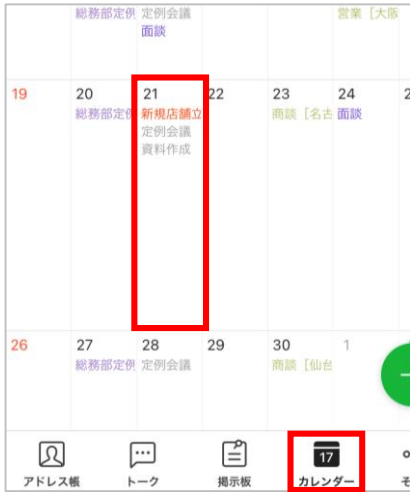 総務部定例 定例会議 営業［大阪
面談
19 20 21 22 23 24 2
総務部定例 新規店舗立 商談［名古 面談
定例会議
資料作成
26 27 28 29 30 1
総務部定例 定例会議 商談［仙台
17
アドレス帳 トーク 掲示板 カレンダー そ